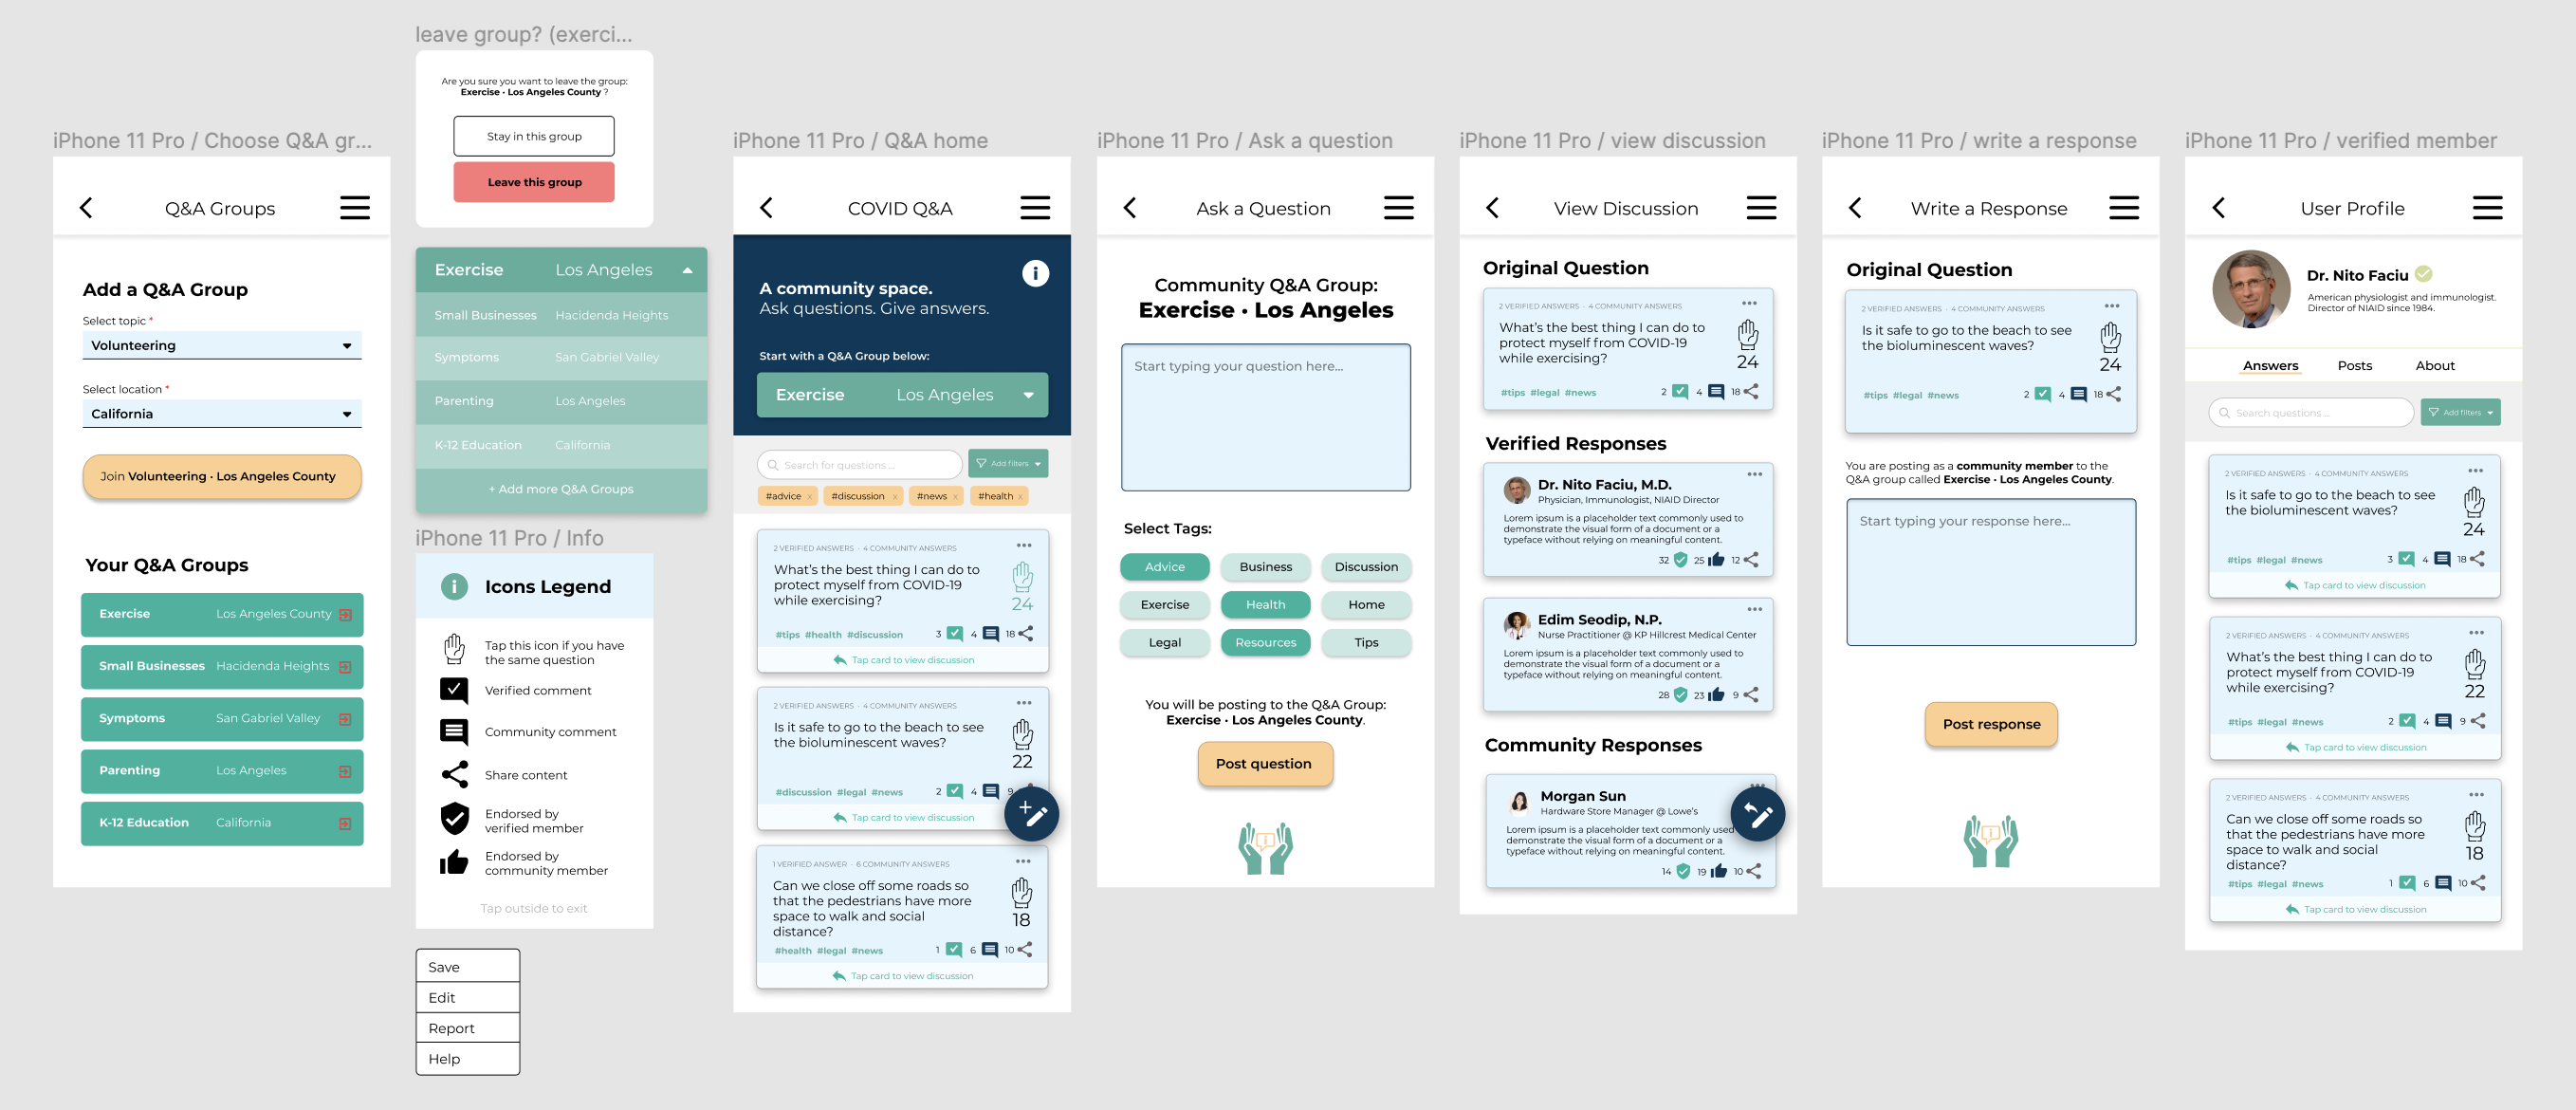 iPhone 11 Pro / Choose Q&A gr...
Q&A Groups
Add a Q&A Group
Select topic *
Volunteering
Select location *
California
Join Volunteering · Los Angeles County
Your Q&A Groups
Exercise Los Angeles County
Small Businesses Hacidenda Heights
Symptoms San Gabriel Valley
Parenting Los Angeles
K-12 Education California
leave group? (exerci...
Are you sure you want to leave the group:
Exercise · Los Angeles County ?
Stay in this group
Leave this group
Exercise Los Angeles
Small Businesses Hacidenda Heights
Symptoms San Gabriel Valley
Parenting Los Angeles
K-12 Education California
+ Add more Q&A Groups
iPhone 11 Pro / Info
i Icons Legend
Tap this icon if you have
the same question
Verified comment
Community comment
Share content
Endorsed by
verified member
Endorsed by
community member
Tap outside to exit
Save
Edit
Report
Help
iPhone 11 Pro / Q&A home
COVID Q&A
i
A community space.
Ask questions. Give answers.
Start with a Q&A Group below:
Exercise Los Angeles
Search for questions ...
Add filters
#advice x #discussion x #news x #health x
2 VERIFIED ANSWERS · 4 COMMUNITY ANSWERS
What's the best thing I can do to
protect myself from COVID-19
while exercising?
24
#tips #health #discussion 3 4 18
Tap card to view discussion
2 VERIFIED ANSWERS · 4 COMMUNITY ANSWERS
Is it safe to go to the beach to see
the bioluminescent waves?
22
#discussion #legal #news 2 4 9
Tap card to view discussion
1 VERIFIED ANSWER · 6 COMMUNITY ANSWERS
Can we close off some roads so
that the pedestrians have more
space to walk and social
distance?
18
#health #legal #news 1 6 10
Tap card to view discussion
iPhone 11 Pro / Ask a question
Ask a Question
Community Q&A Group:
Exercise · Los Angeles
Start typing your question here...
Select Tags:
Advice Business Discussion
Exercise Health Home
Legal Resources Tips
You will be posting to the Q&A Group:
Exercise · Los Angeles County.
Post question
iPhone 11 Pro / view discussion
View Discussion
Original Question
2 VERIFIED ANSWERS · 4 COMMUNITY ANSWERS
What's the best thing I can do to
protect myself from COVID-19
while exercising?
24
#tips #legal #news 2 4 18
Verified Responses
Dr. Nito Faciu, M.D.
Physician, Immunologist, NIAID Director
Lorem ipsum is a placeholder text commonly used to
demonstrate the visual form of a document or a
typeface without relying on meaningful content.
32 25 12
Edim Seodip, N.P.
Nurse Practitioner @ KP Hillcrest Medical Center
Lorem ipsum is a placeholder text commonly used to
demonstrate the visual form of a document or a
typeface without relying on meaningful content.
28 23 9
Community Responses
Morgan Sun
Hardware Store Manager @ Lowe's
Lorem ipsum is a placeholder text commonly used
demonstrate the visual form of a document or a
typeface without relying on meaningful content.
14 19 10
iPhone 11 Pro / write a response
Write a Response
Original Question
2 VERIFIED ANSWERS · 4 COMMUNITY ANSWERS
Is it safe to go to the beach to see
the bioluminescent waves?
24
#tips #legal #news 2 4 18
You are posting as a community member to the
Q&A group called Exercise · Los Angeles County.
Start typing your response here...
Post response
iPhone 11 Pro / verified member
User Profile
Dr. Nito Faciu
American physiologist and immunologist.
Director of NIAID since 1984.
Answers Posts About
Search questions ...
Add filters
2 VERIFIED ANSWERS · 4 COMMUNITY ANSWERS
Is it safe to go to the beach to see
the bioluminescent waves?
24
#tips #legal #news 3 4 18
Tap card to view discussion
2 VERIFIED ANSWERS · 4 COMMUNITY ANSWERS
What's the best thing I can do to
protect myself from COVID-19
while exercising?
22
#tips #legal #news 2 4 9
Tap card to view discussion
2 VERIFIED ANSWERS · 4 COMMUNITY ANSWERS
Can we close off some roads so
that the pedestrians have more
space to walk and social
distance?
18
#tips #legal #news 1 6 10
Tap card to view discussion